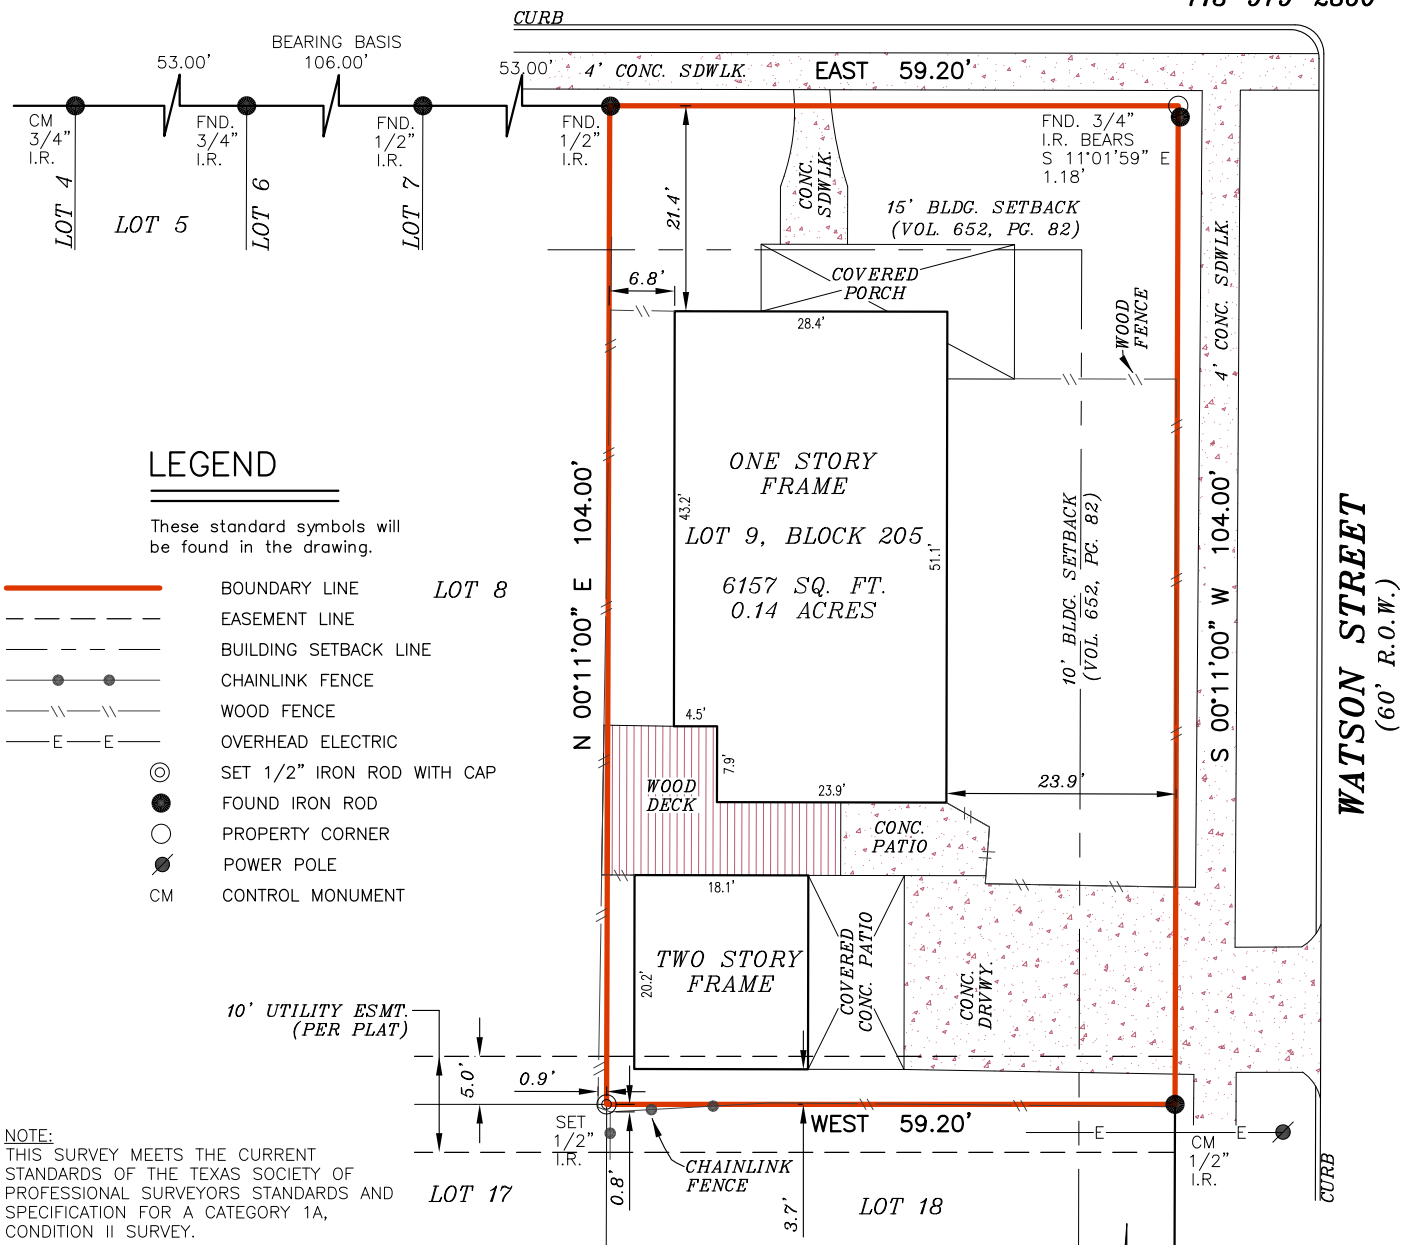 CURB
BEARING BASIS
53.00'
106.00'
53.00'
4' CONC. SDWLK.
EAST 59.20'
CM
3/4"
I.R.
FND.
3/4"
I.R.
FND.
1/2"
I.R.
FND.
1/2"
I.R.
FND. 3/4"
I.R. BEARS
S 11°01'59" E
1.18'
LOT 4
LOT 5
LOT 6
LOT 7
21.4'
CONC.
SDWLK.
15' BLDG. SETBACK
(VOL. 652, PG. 82)
4' CONC. SDWLK.
6.8'
COVERED
PORCH
28.4'
WOOD
FENCE
LEGEND
These standard symbols will
be found in the drawing.
BOUNDARY LINE
EASEMENT LINE
BUILDING SETBACK LINE
CHAINLINK FENCE
WOOD FENCE
E E
OVERHEAD ELECTRIC
SET 1/2" IRON ROD WITH CAP
FOUND IRON ROD
PROPERTY CORNER
POWER POLE
CM
CONTROL MONUMENT
LOT 8
N 00°11'00" E 104.00'
ONE STORY
FRAME
43.2'
LOT 9, BLOCK 205
51.1'
6157 SQ. FT.
0.14 ACRES
10' BLDG. SETBACK
(VOL. 652, PG. 82)
S 00°11'00" W 104.00'
WATSON STREET
(60' R.O.W.)
4.5'
7.9'
WOOD
DECK
23.9'
23.9'
CONC.
PATIO
18.1'
TWO STORY
FRAME
20.2'
COVERED
CONC. PATIO
CONC.
DRVWY.
10' UTILITY ESMT.
(PER PLAT)
5.0'
0.9'
SET
1/2"
I.R.
WEST 59.20'
E E
CM
1/2"
I.R.
CURB
CHAINLINK
FENCE
0.8'
3.7'
LOT 17
LOT 18
NOTE:
THIS SURVEY MEETS THE CURRENT
STANDARDS OF THE TEXAS SOCIETY OF
PROFESSIONAL SURVEYORS STANDARDS AND
SPECIFICATION FOR A CATEGORY 1A,
CONDITION II SURVEY.